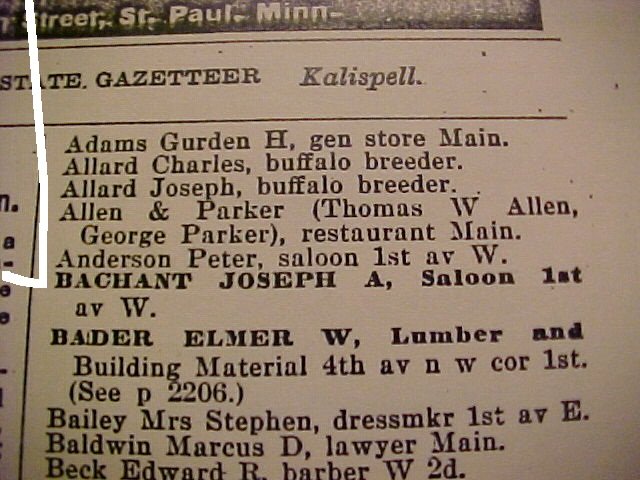 Street, St. Paul, Minn-
STATE GAZETTEER Kalispell.
Adams Gurden H, gen store Main.
Allard Charles, buffalo breeder.
Allard Joseph, buffalo breeder.
Allen & Parker (Thomas W Allen,
George Parker), restaurant Main.
Anderson Peter, saloon 1st av W.
BACHANT JOSEPH A, Saloon 1st
av W.
BADER ELMER W, Lumber and
Building Material 4th av n w cor 1st.
(See p 2206.)
Bailey Mrs Stephen, dressmkr 1st av E.
Baldwin Marcus D, lawyer Main.
Beck Edward R, barber W 2d.